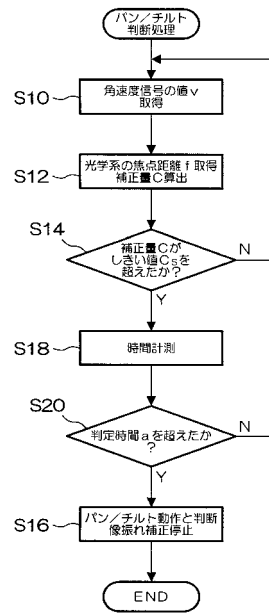 パン／チルト
判断処理
S10
角速度信号の値v
取得
S12
光学系の焦点距離f取得
補正量C算出
S14
補正量Cが
しきい値Csを
超えたか？
N
Y
S18
時間計測
S20
判定時間aを超えたか
？
N
Y
S16
パン／チルト動作と判断
像振れ補正停止
END